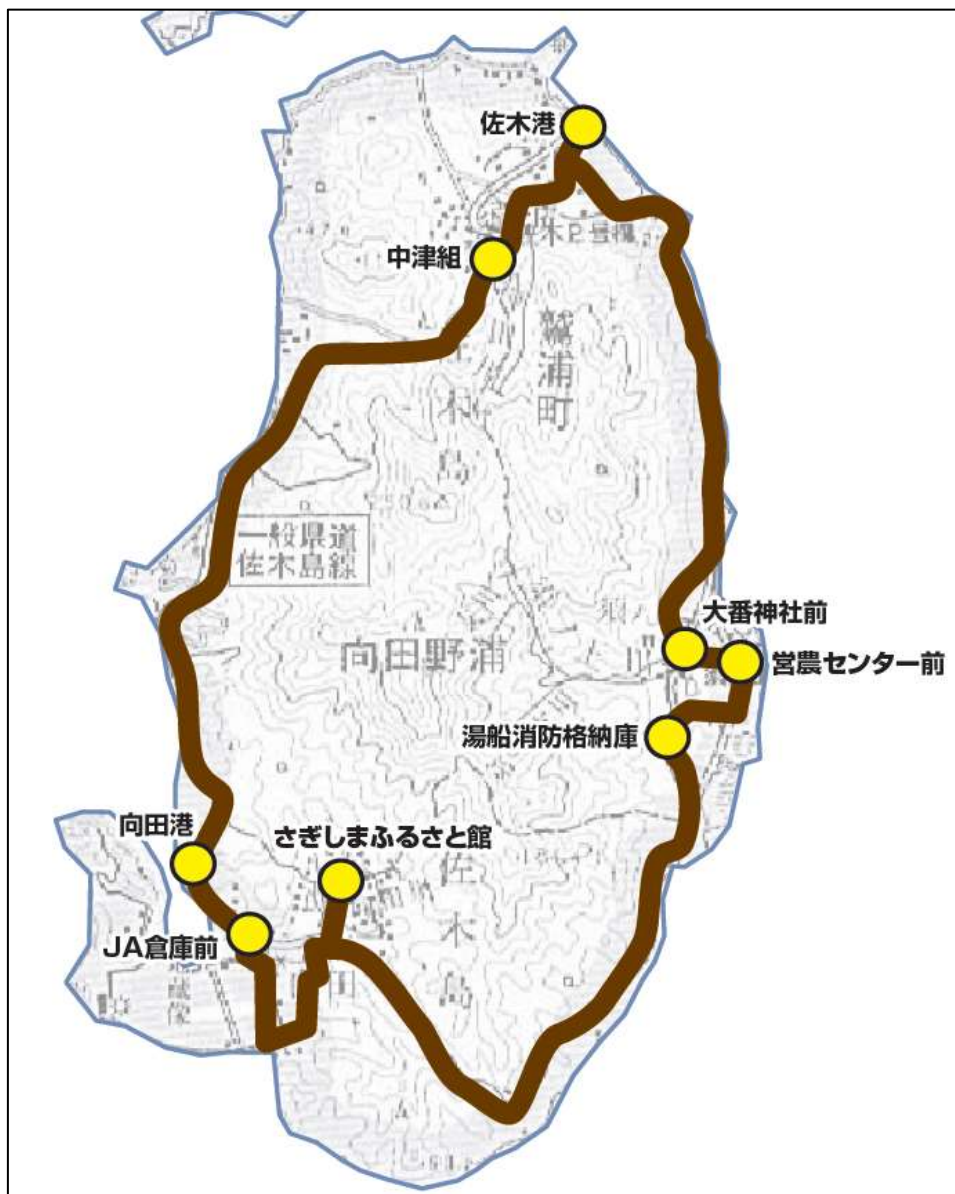 佐木港
中津組
鷺浦町
一般県道
佐木島線
大番神社前
向田野浦
営農センター前
湯船消防格納庫
向田港
さぎしまふるさと館
佐木
JA倉庫前